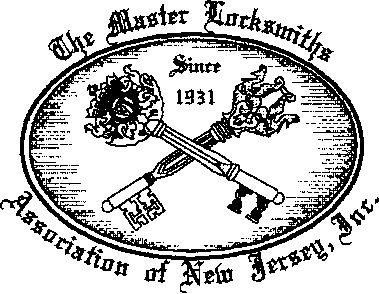 The Master Locksmiths
Since
1931
Association of New Jersey, Inc.